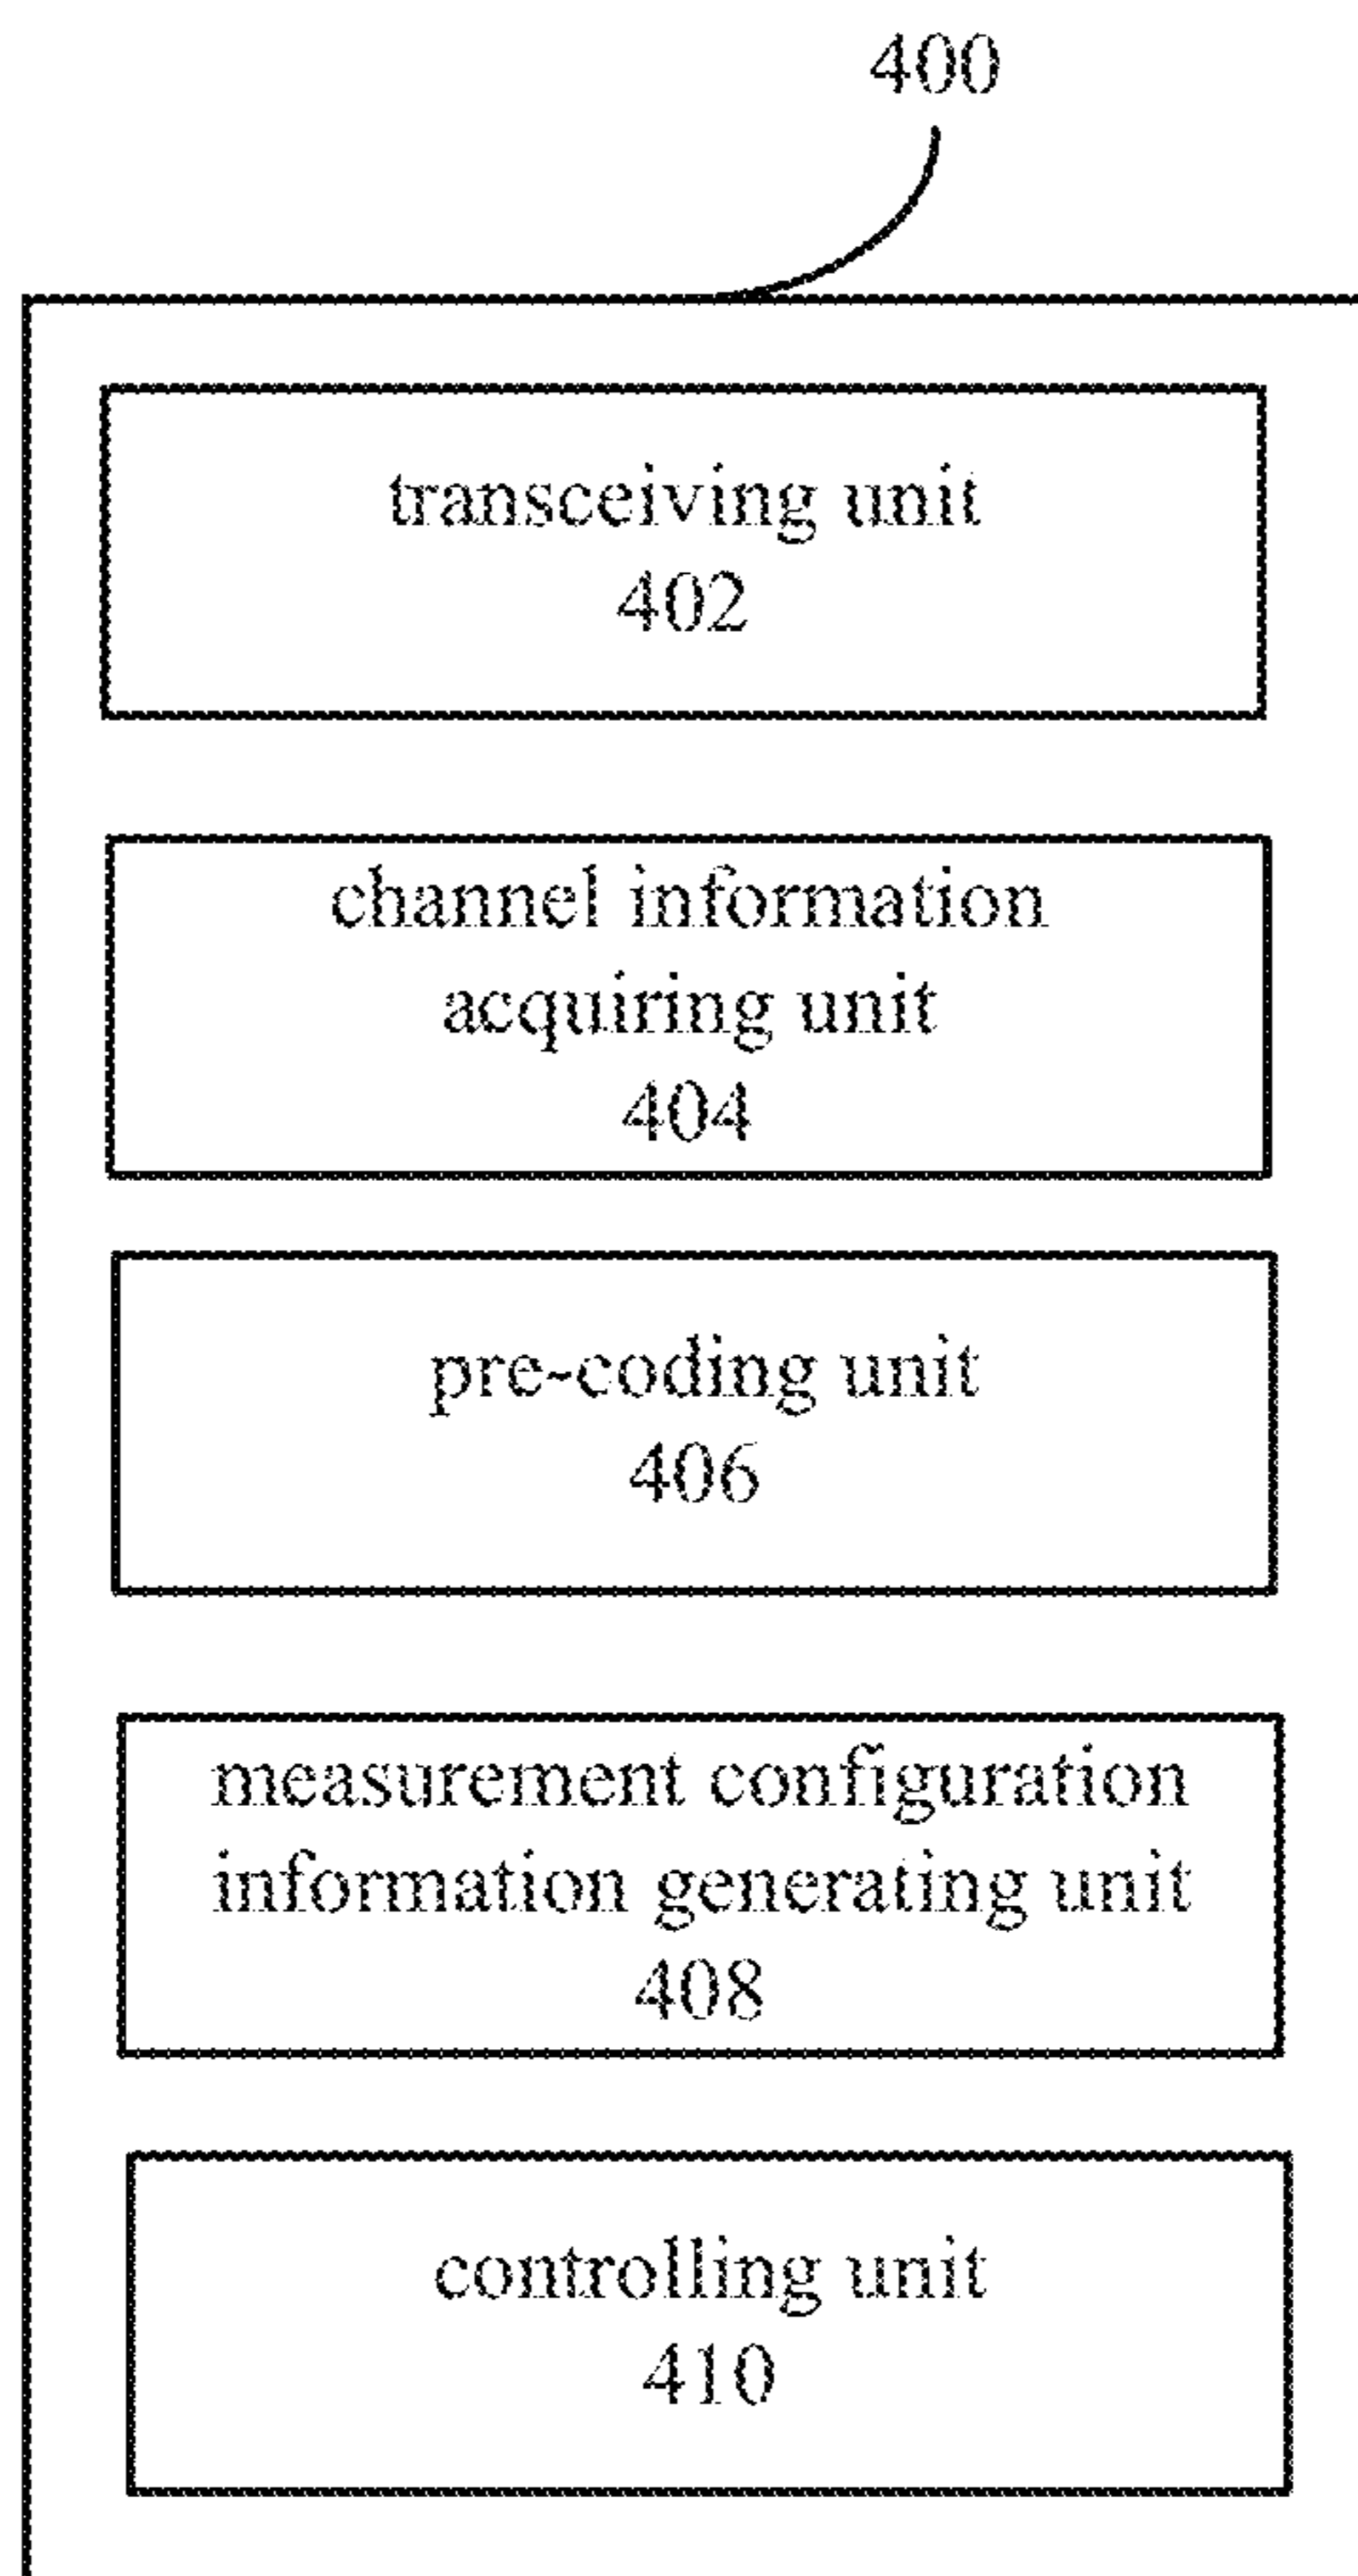 400
transceiving unit
402
channel information
acquiring unit
404
pre-coding unit
406
measurement configuration
information generating unit
408
controlling unit
410